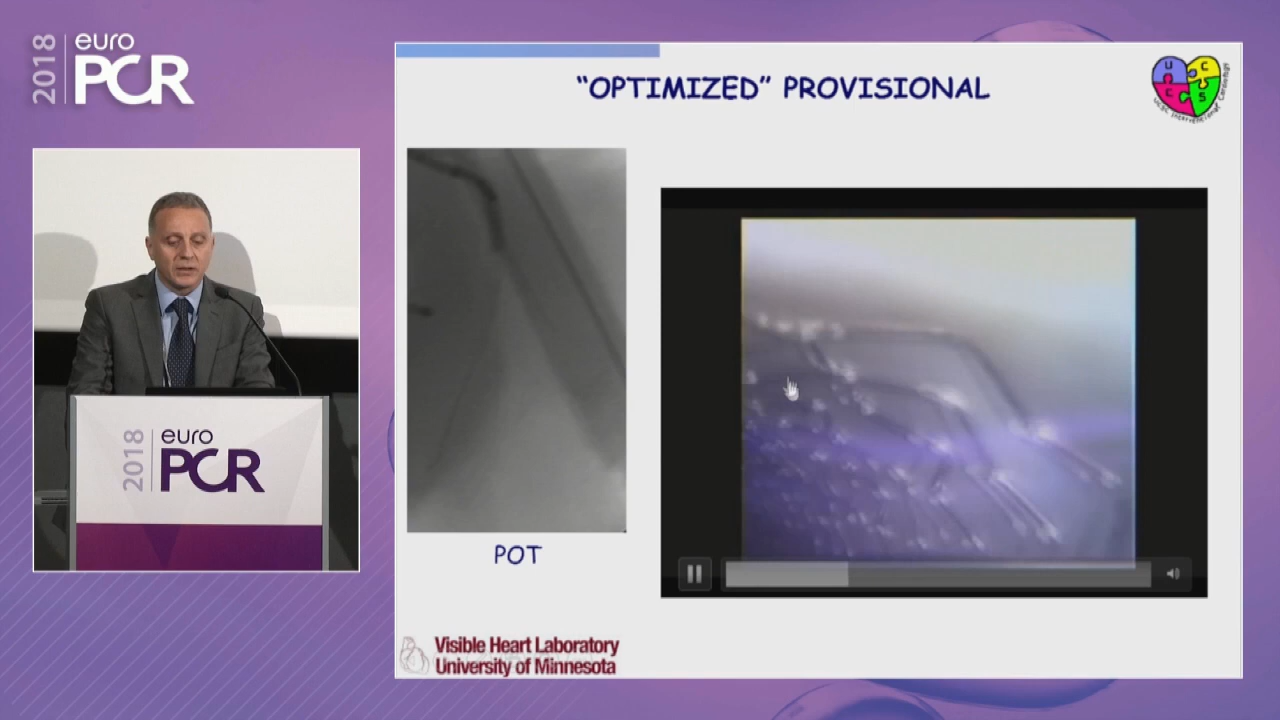 2018
euro
PCR
"OPTIMIZED" PROVISIONAL
U C
C S
2018
euro
PCR
POT
Visible Heart Laboratory
University of Minnesota